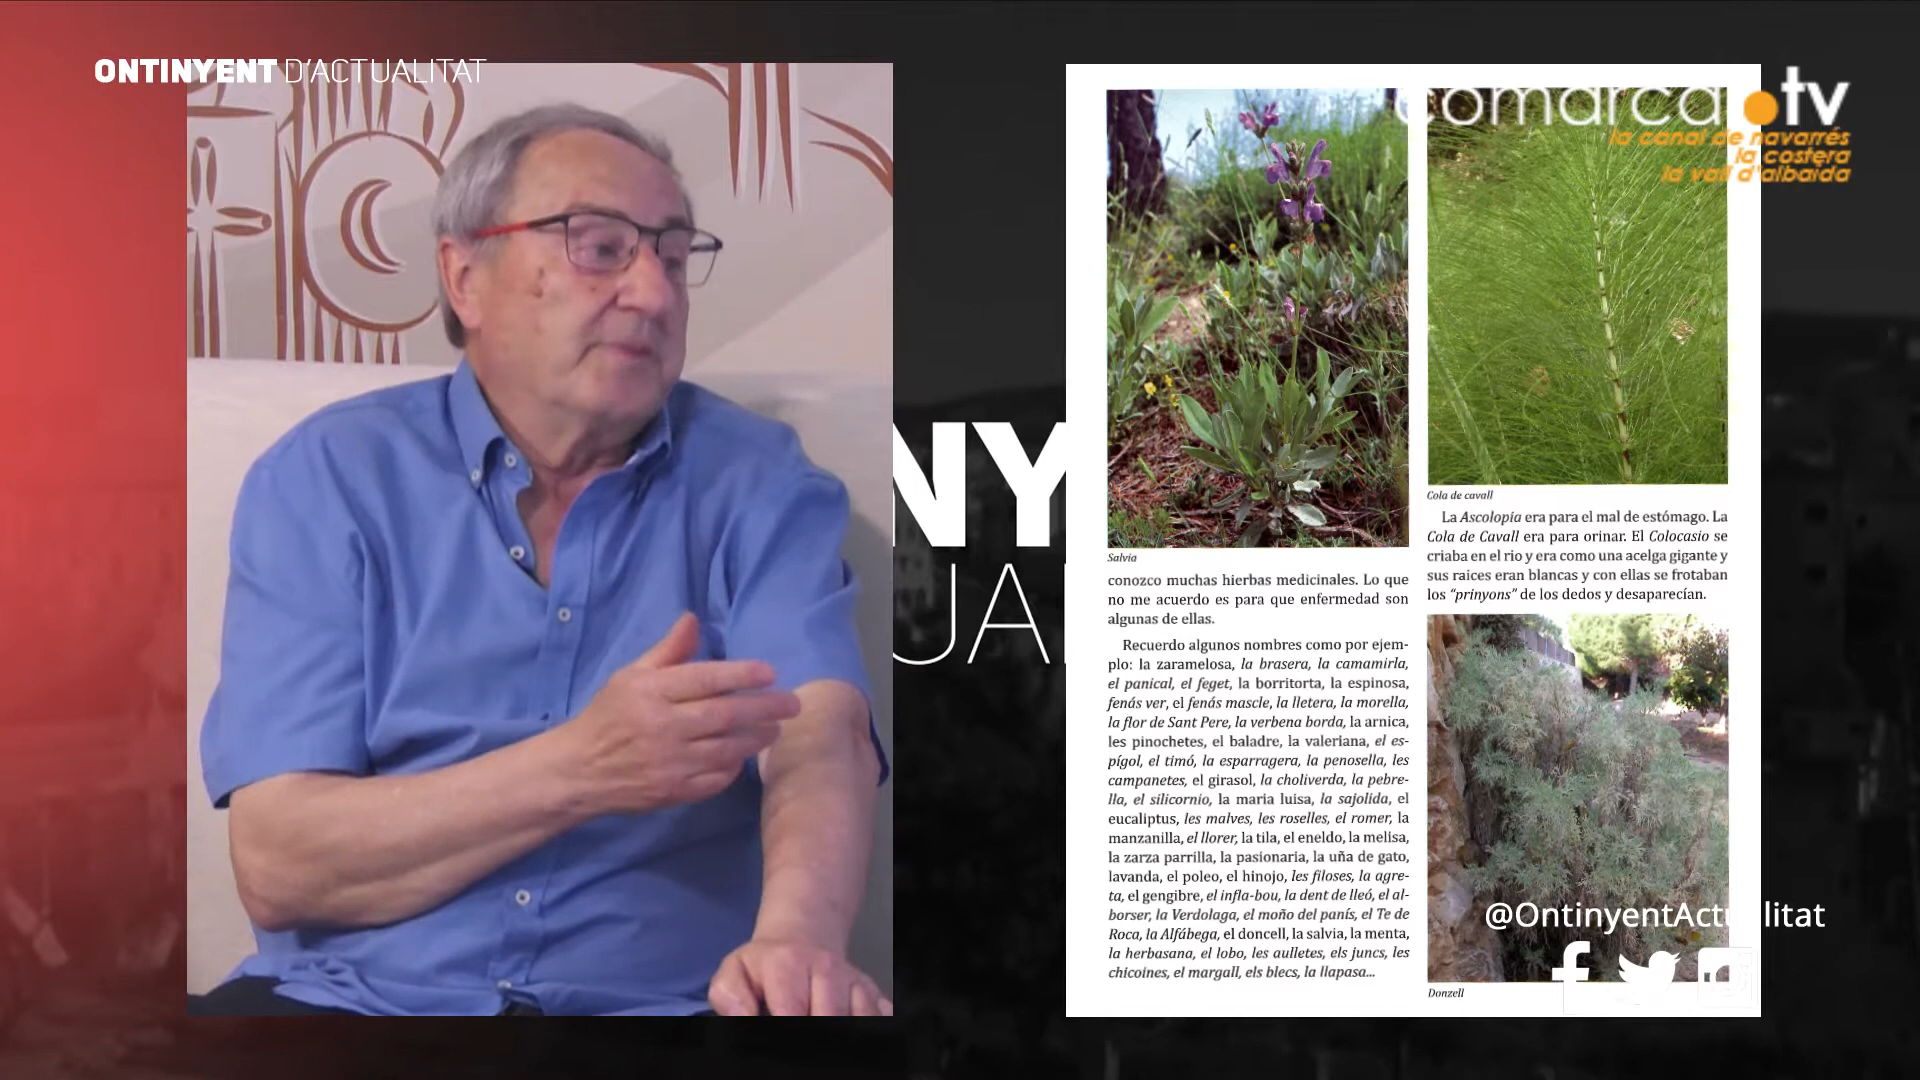 ONTINYENT D'ACTUALITAT
comarcal.tv
la canal de navarrés
la costera
la vall d'albaida
NY
UAL
Salvia
conozco muchas hierbas medicinales. Lo que
no me acuerdo es para que enfermedad son
algunas de ellas.
Recuerdo algunos nombres como por ejem-
plo: la zaramelosa, la brasera, la camamirla,
el panical, el feget, la borritorta, la espinosa,
fenás ver, el fenás mascle, la lletera, la morella,
la flor de Sant Pere, la verbena borda, la arnica,
les pinochetes, el baladre, la valeriana, el es-
pígol, el timó, la esparragera, la penosella, les
campanetes, el girasol, la choliverda, la pebre-
lla, el silicornio, la maria luisa, la sajolida, el
eucaliptus, les malves, les roselles, el romer, la
manzanilla, el llorer, la tila, el eneldo, la melisa,
la zarza parrilla, la pasionaria, la uña de gato,
lavanda, el poleo, el hinojo, les filoses, la agre-
ta, el gengibre, el infla-bou, la dent de lleó, el al-
borser, la Verdolaga, el moño del panís, el Te de
Roca, la Alfábega, el doncell, la salvia, la menta,
la herbasana, el lobo, les aulletes, els juncs, les
chicoines, el margall, els blecs, la llapasa...
Cola de cavall
La Ascolopia era para el mal de estómago. La
Cola de Cavall era para orinar. El Colocasio se
criaba en el rio y era como una acelga gigante y
sus raices eran blancas y con ellas se frotaban
los “prinyons” de los dedos y desaparecían.
Donzell
@OntinyentActualitat